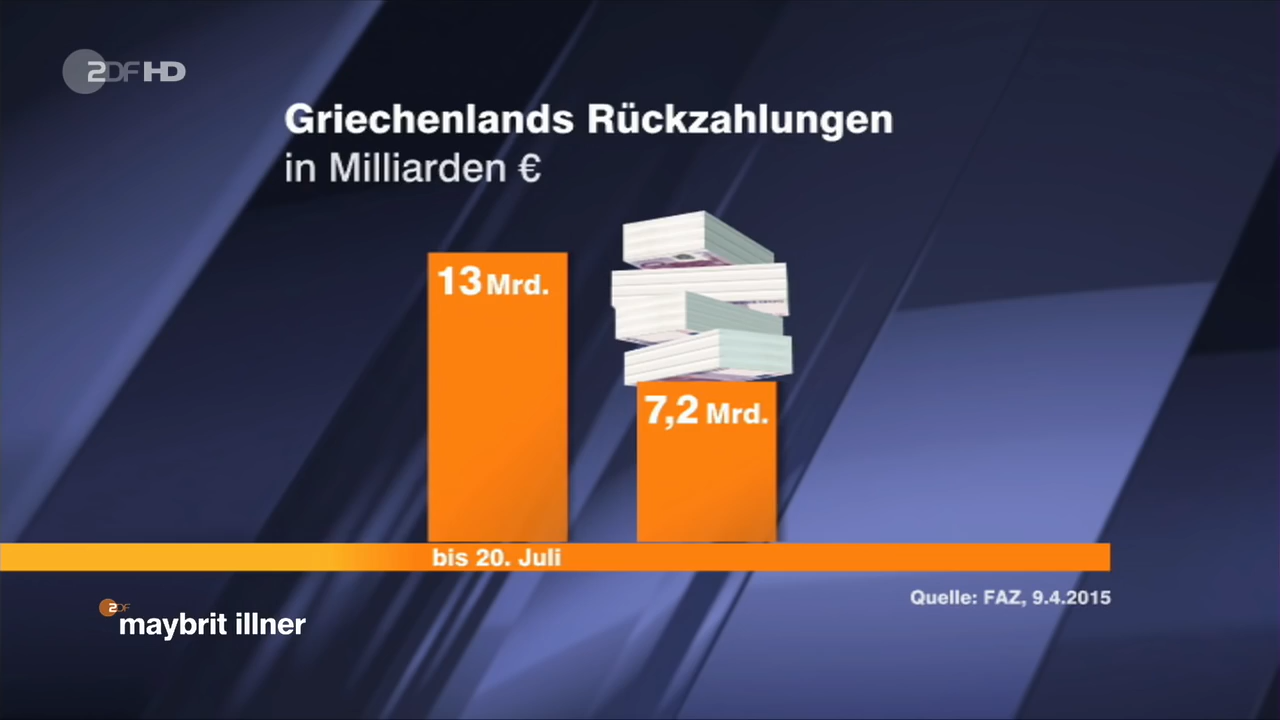 ZDF HD
Griechenlands Rückzahlungen
in Milliarden €
13 Mrd.
7,2 Mrd.
bis 20. Juli
Quelle: FAZ, 9.4.2015
ZDF
maybrit illner